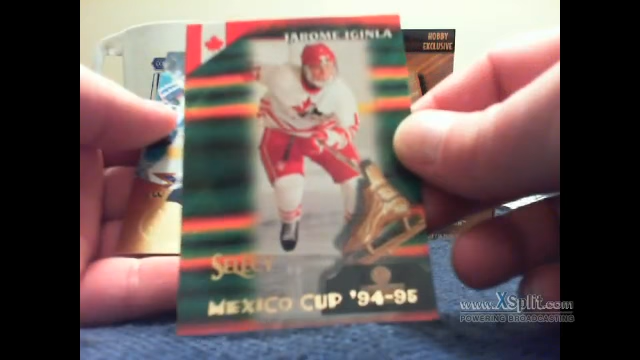 HOBBY
EXCLUSIVE
JAROME IGINLA
SELECT
MEXICO CUP '94-95
www.XSplit.com
POWERING BROADCASTING